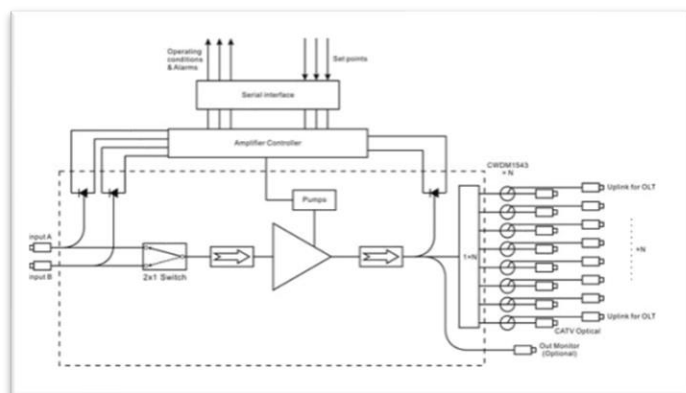 Operating
conditions
& Alarms
Set points
Serial interface
Amplifier Controller
CWDM1543
× N
Pumps
Uplink for OLT
input A
input B
2x1 Switch
1×N
×N
Uplink for OLT
CATV Optical
Out Monitor
(Optional)